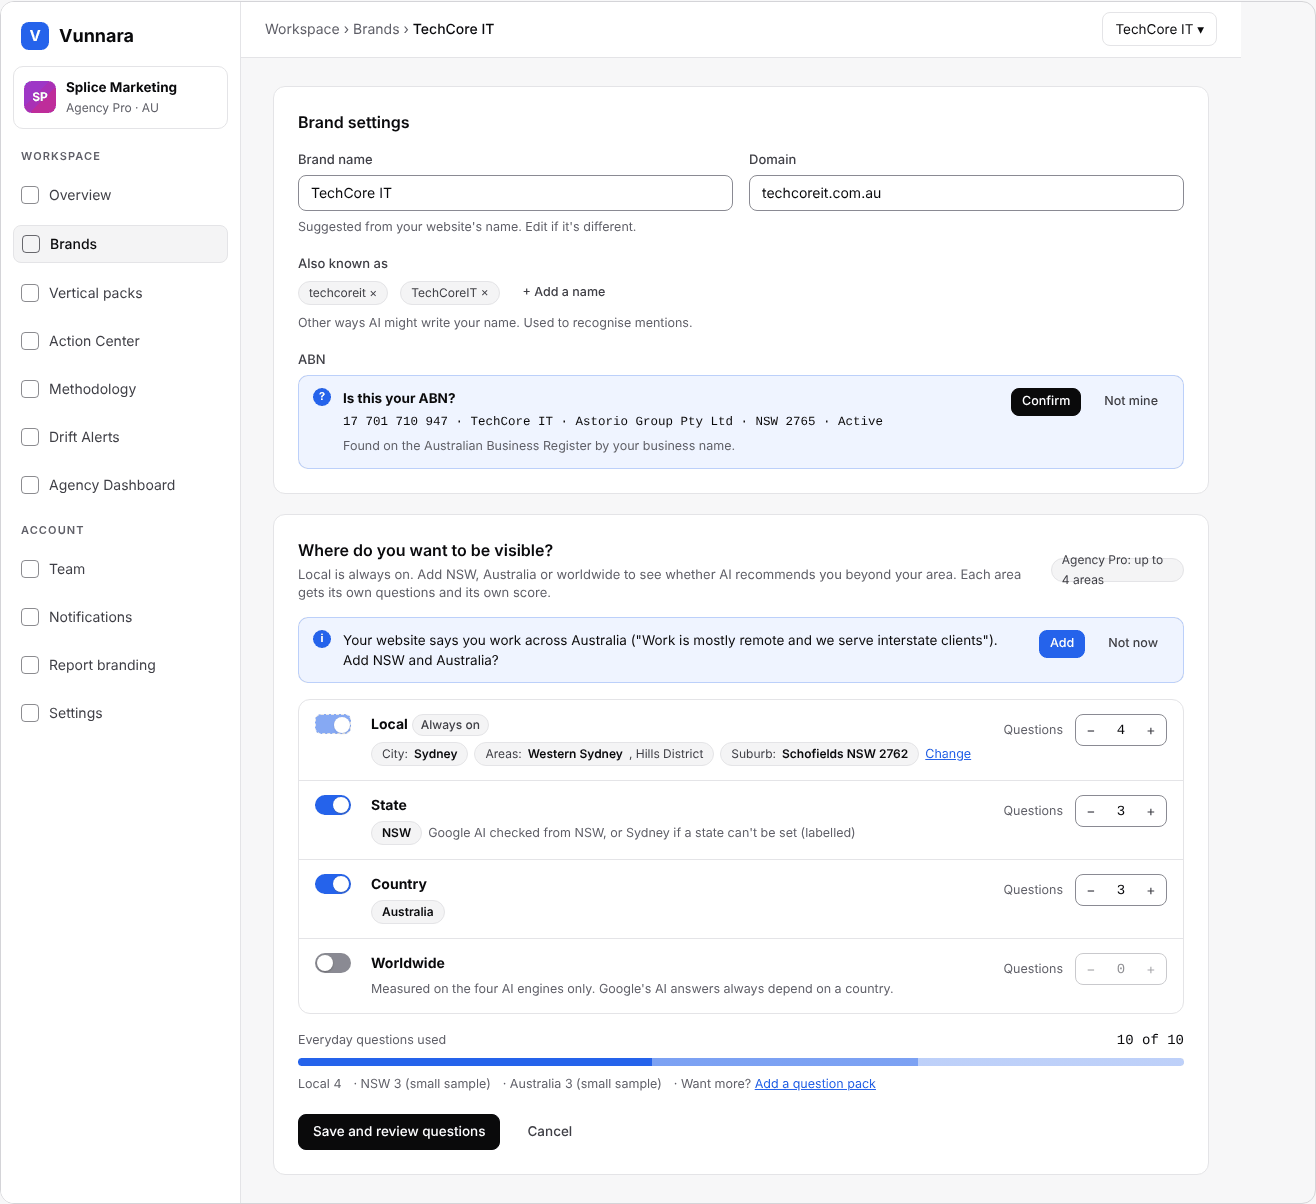 V Vunnara
Workspace › Brands › TechCore IT
TechCore IT ▾
SP
Splice Marketing
Agency Pro · AU
WORKSPACE
Overview
Brands
Vertical packs
Action Center
Methodology
Drift Alerts
Agency Dashboard
ACCOUNT
Team
Notifications
Report branding
Settings
Brand settings
Brand name
Domain
TechCore IT
techcoreit.com.au
Suggested from your website's name. Edit if it's different.
Also known as
techcoreit × TechCoreIT × + Add a name
Other ways AI might write your name. Used to recognise mentions.
ABN
? Is this your ABN?
Confirm Not mine
17 701 710 947 · TechCore IT · Astorio Group Pty Ltd · NSW 2765 · Active
Found on the Australian Business Register by your business name.
Where do you want to be visible?
Local is always on. Add NSW, Australia or worldwide to see whether AI recommends you beyond your area. Each area
gets its own questions and its own score.
Agency Pro: up to
4 areas
i Your website says you work across Australia ("Work is mostly remote and we serve interstate clients").
Add NSW and Australia?
Add Not now
Local Always on
Questions − 4 +
City: Sydney Areas: Western Sydney , Hills District Suburb: Schofields NSW 2762 Change
State
Questions − 3 +
NSW Google AI checked from NSW, or Sydney if a state can't be set (labelled)
Country
Questions − 3 +
Australia
Worldwide
Questions − 0 +
Measured on the four AI engines only. Google's AI answers always depend on a country.
Everyday questions used
10 of 10
Local 4 · NSW 3 (small sample) · Australia 3 (small sample) · Want more? Add a question pack
Save and review questions Cancel